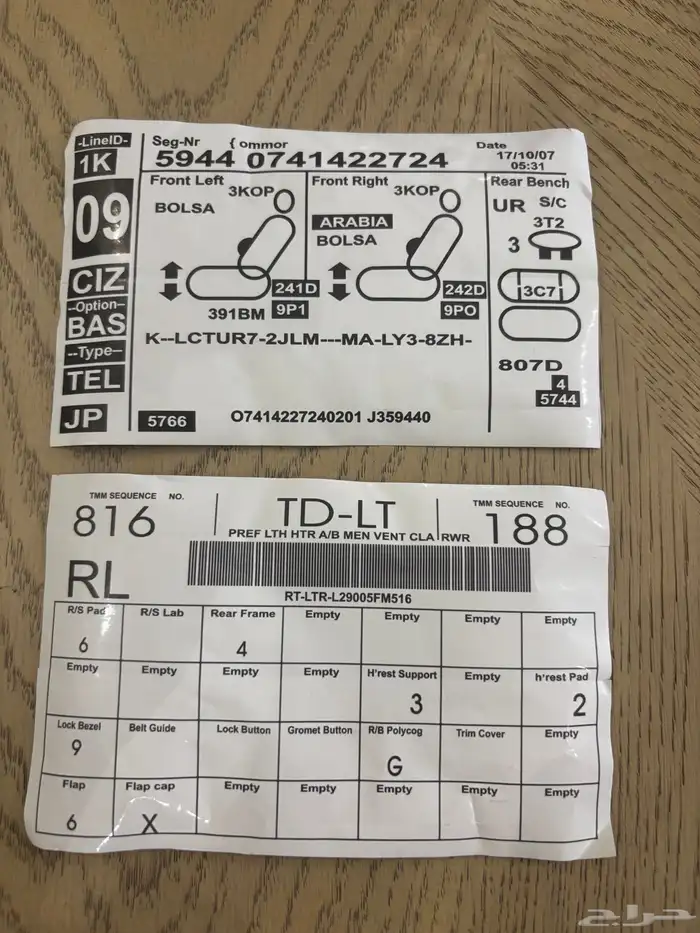 -LineID-
1K
09
CIZ
--Option--
BAS
--Type--
TEL
JP
Seg-Nr { ommor
5944 0741422724
Date
17/10/07
05:31
Front Left
3KOP
BOLSA
241D
391BM 9P1
Front Right
3KOP
ARABIA
BOLSA
242D
9PO
Rear Bench
UR S/C
3T2
3
3C7
807D
4
5744
K--LCTUR7-2JLM---MA-LY3-8ZH-
5766 O7414227240201 J359440
TMM SEQUENCE NO.
816
TD-LT
PREF LTH HTR A/B MEN VENT CLA RWR
TMM SEQUENCE NO.
188
RL
RT-LTR-L29005FM516
R/S Pad R/S Lab Rear Frame Empty Empty Empty Empty
6 4
Empty Empty Empty Empty H'rest Support Empty h'rest Pad
3 2
Lock Bezel Belt Guide Lock Button Gromet Button R/B Polycog Trim Cover Empty
9 G
Flap Flap cap Empty Empty Empty Empty Empty
6 X
حراج